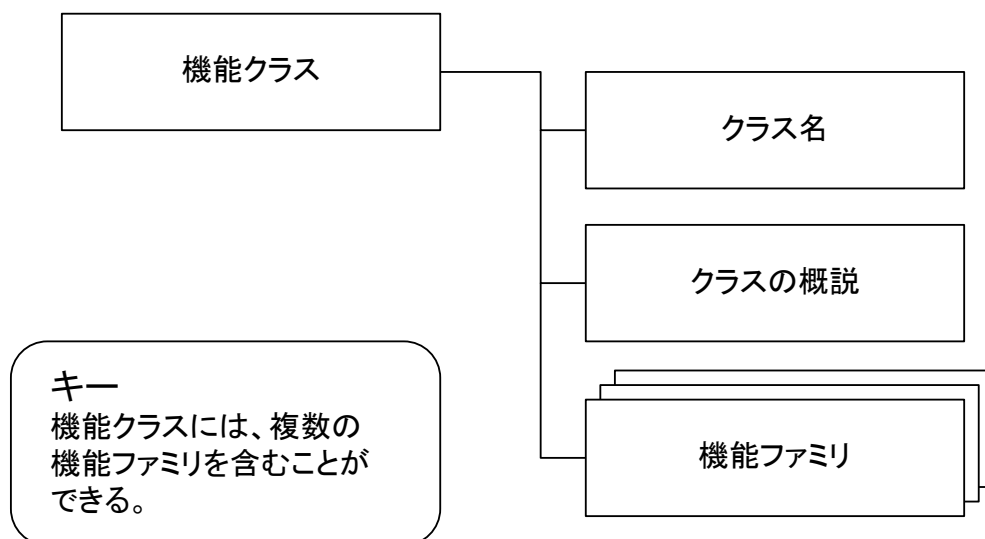 機能クラス
クラス名
クラスの概説
機能ファミリ
キー
機能クラスには、複数の
機能ファミリを含むことが
できる。